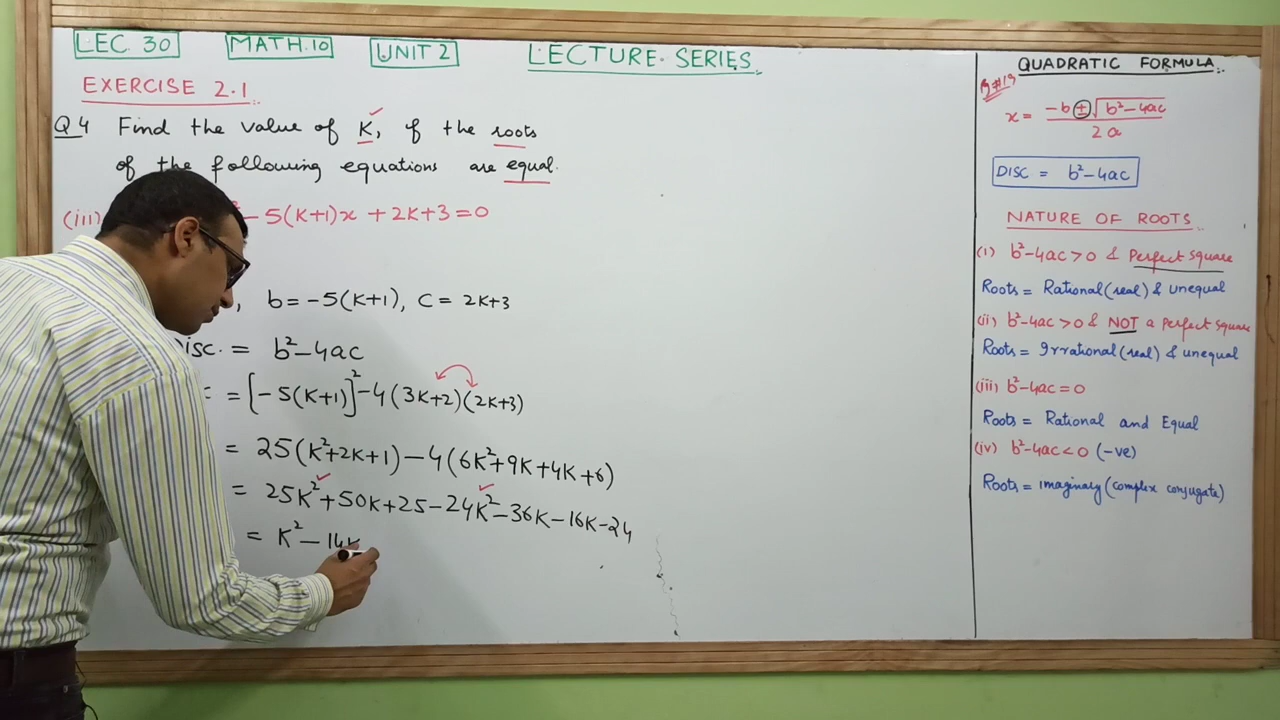 LEC 30 MATH.10 UNIT 2 LECTURE SERIES
EXERCISE 2.1
Q4 Find the value of K, if the roots
of the following equations are equal.
(iii) - 5(K+1)x + 2K+3 = 0
, b = -5(K+1), C = 2K+3
Disc. = b²-4ac
= [-5(K+1)]² - 4(3K+2)(2K+3)
= 25(K²+2K+1) - 4(6K²+9K+4K+6)
= 25K²+50K+25-24K²-36K-16K-24
= K² - 14K
QUADRATIC FORMULA
x = -b ± √b²-4ac / 2a
DISC = b²-4ac
NATURE OF ROOTS
(i) b²-4ac>0 & Perfect square
Roots = Rational (real) & unequal
(ii) b²-4ac>0 & NOT a perfect square
Roots = Irrational (real) & unequal
(iii) b²-4ac=0
Roots = Rational and Equal
(iv) b²-4ac<0 (-ve)
Roots = imaginary (complex conjugate)